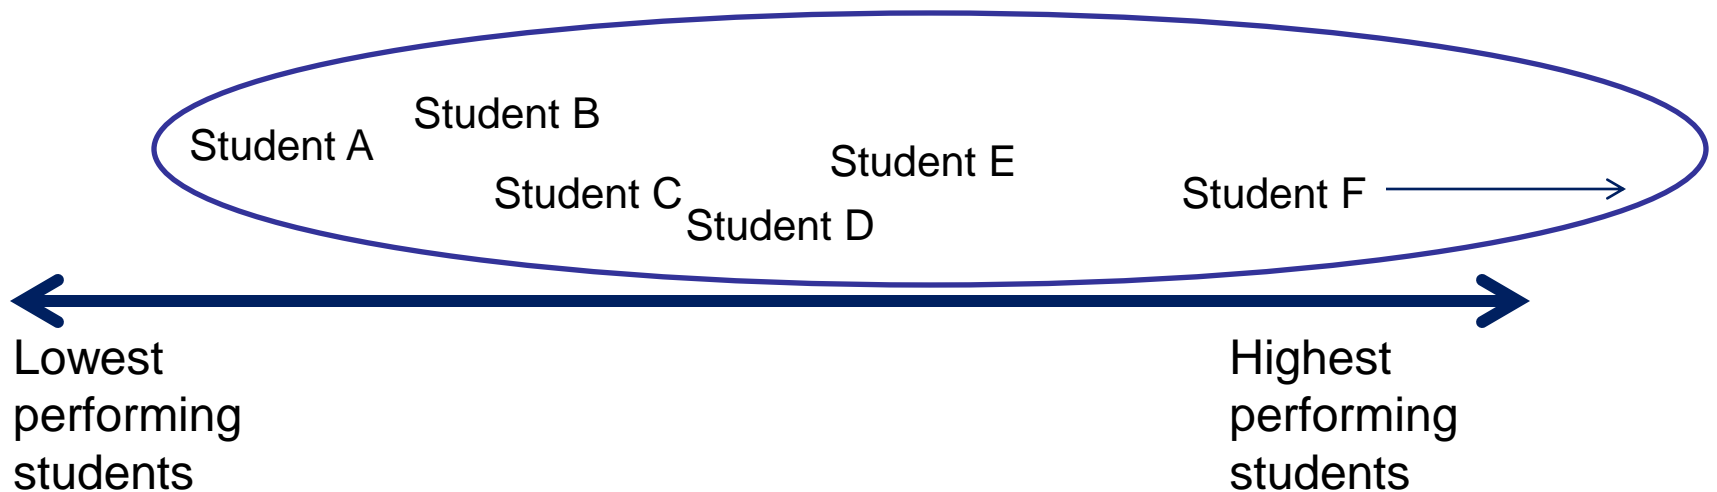 Student B
Student A
Student E
Student C
Student F
Student D
Lowest
performing
students
Highest
performing
students